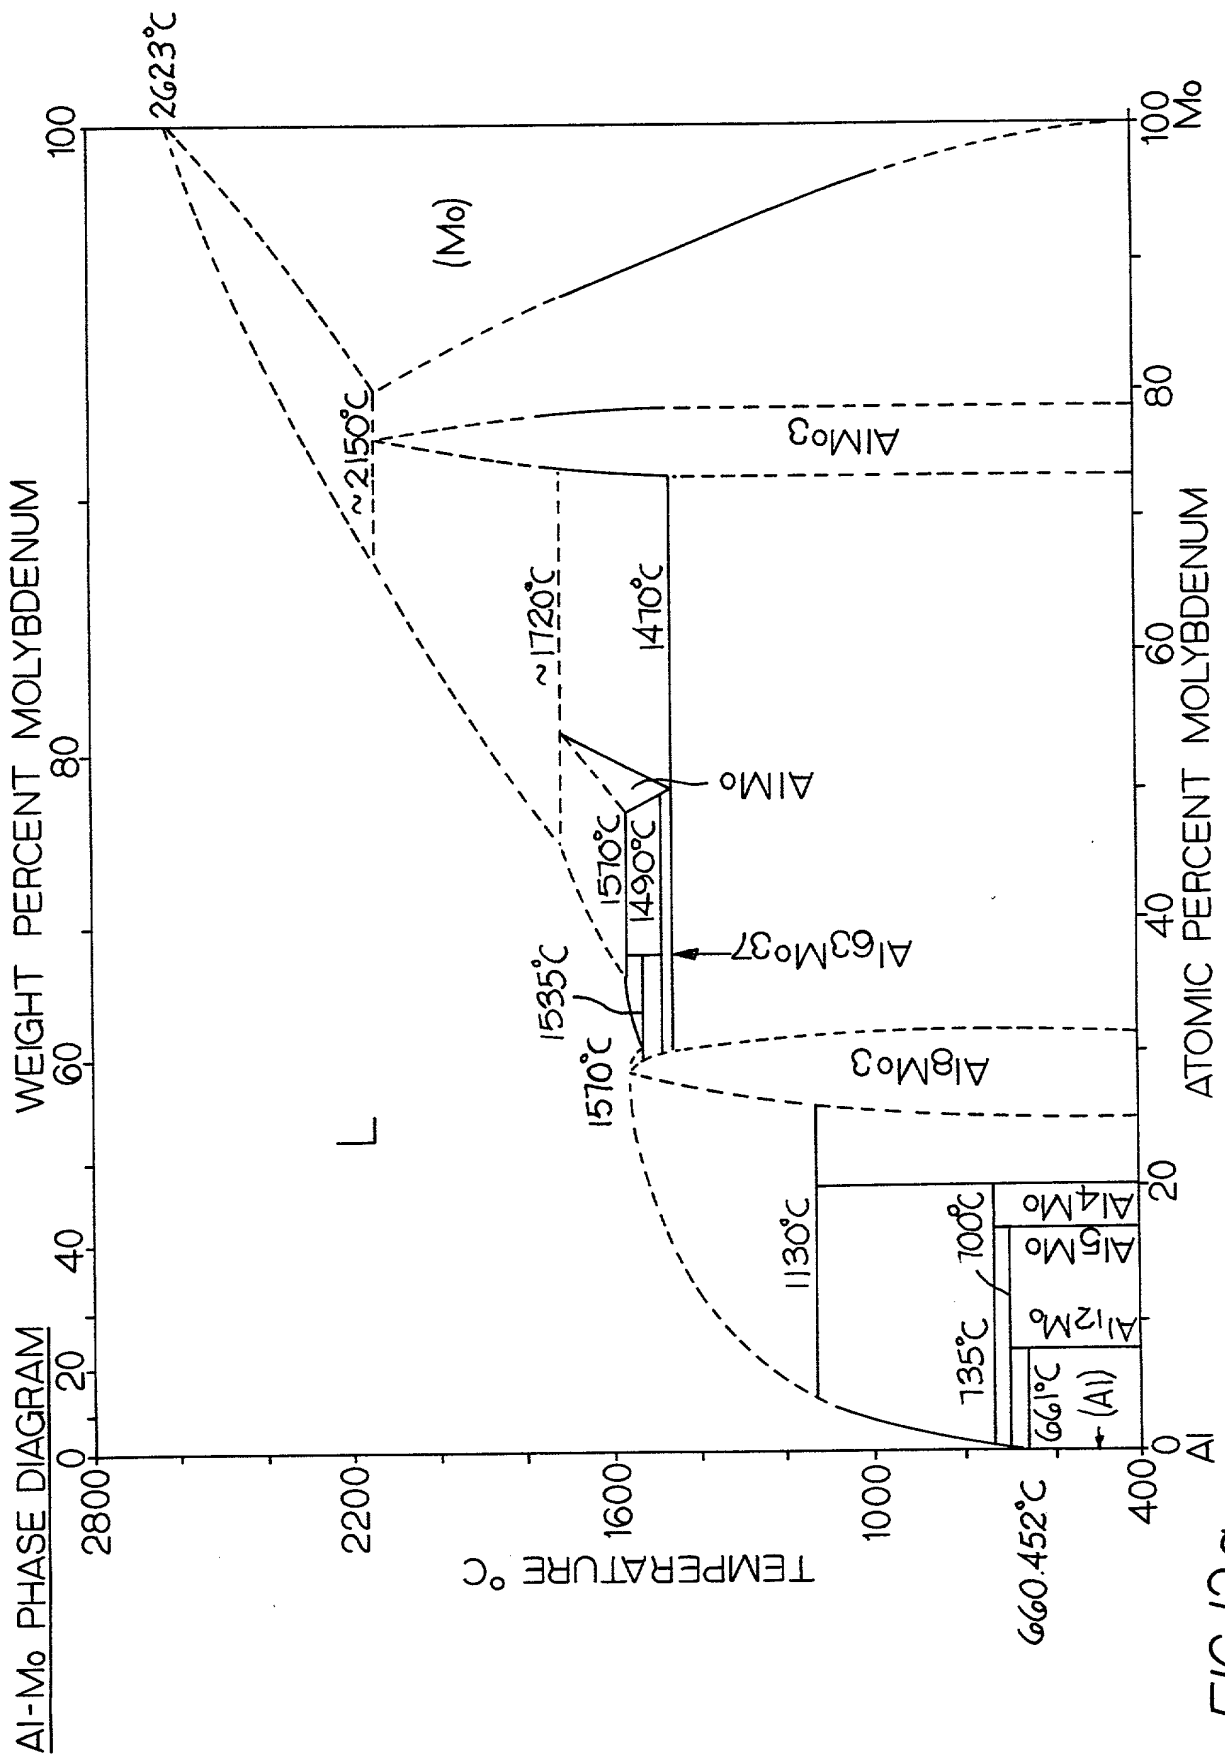 Al-Mo PHASE DIAGRAM
WEIGHT PERCENT MOLYBDENUM
0 20 40 60 80 100
2800
2200
1600
1000
400
TEMPERATURE °C
2623°C
L
(Mo)
~2150°C
~1720°C
1570°C
1570°C
1535°C
1490°C
1470°C
AlMo
Al63Mo37
AlMo3
Al8Mo3
1130°C
735°C
700°C
661°C
(Al)
660.452°C
Al12Mo
Al5Mo
Al4Mo
0 20 40 60 80 100
Al
Mo
ATOMIC PERCENT MOLYBDENUM